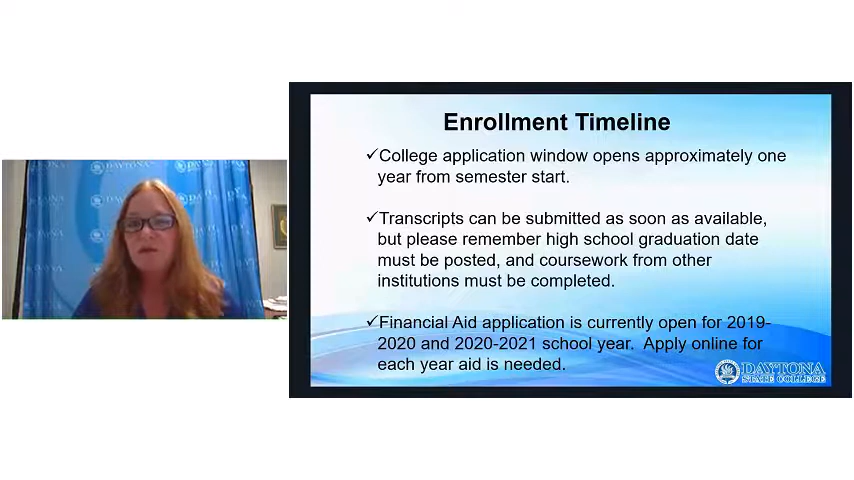 Enrollment Timeline
✓College application window opens approximately one
year from semester start.
✓Transcripts can be submitted as soon as available,
but please remember high school graduation date
must be posted, and coursework from other
institutions must be completed.
✓Financial Aid application is currently open for 2019-
2020 and 2020-2021 school year. Apply online for
each year aid is needed.
DAYTONA
STATE COLLEGE
DAYTONA